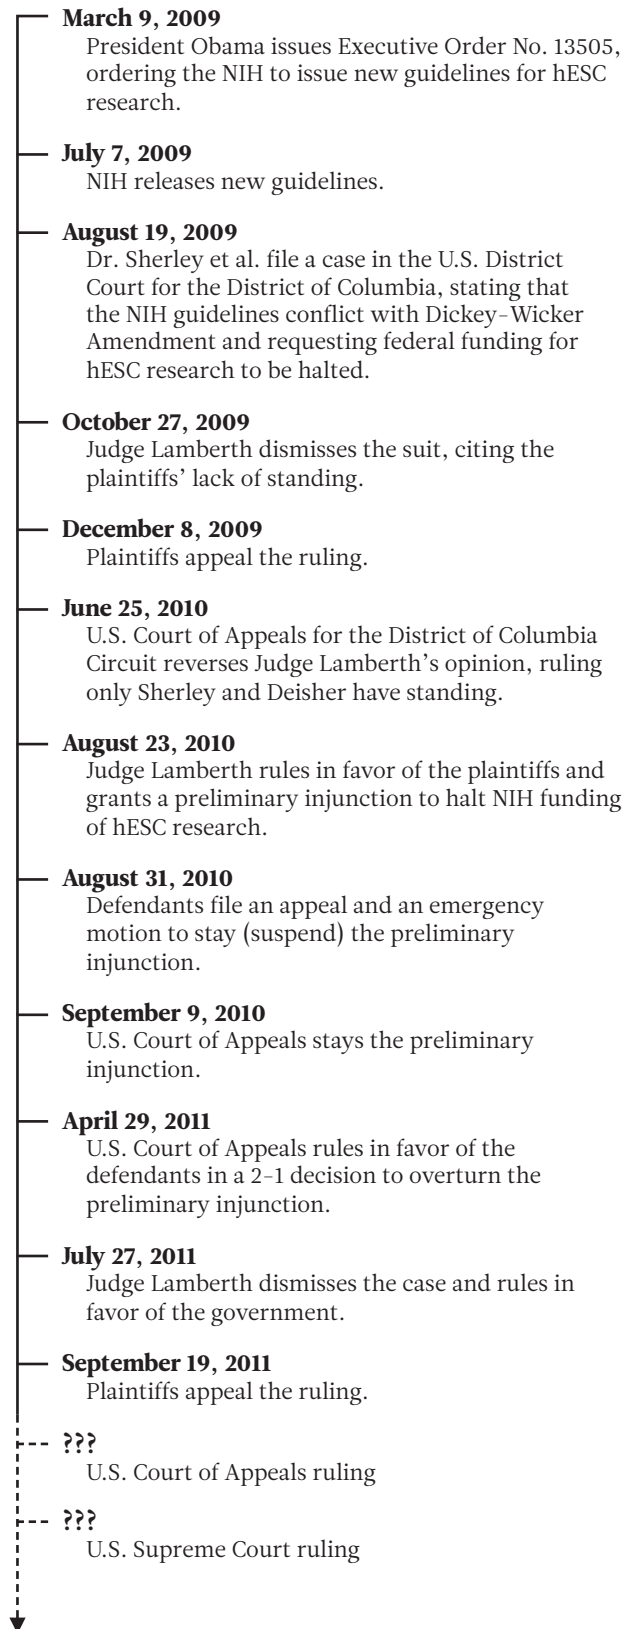 March 9, 2009
President Obama issues Executive Order No. 13505,
ordering the NIH to issue new guidelines for hESC
research.
July 7, 2009
NIH releases new guidelines.
August 19, 2009
Dr. Sherley et al. file a case in the U.S. District
Court for the District of Columbia, stating that
the NIH guidelines conflict with Dickey–Wicker
Amendment and requesting federal funding for
hESC research to be halted.
October 27, 2009
Judge Lamberth dismisses the suit, citing the
plaintiffs’ lack of standing.
December 8, 2009
Plaintiffs appeal the ruling.
June 25, 2010
U.S. Court of Appeals for the District of Columbia
Circuit reverses Judge Lamberth’s opinion, ruling
only Sherley and Deisher have standing.
August 23, 2010
Judge Lamberth rules in favor of the plaintiffs and
grants a preliminary injunction to halt NIH funding
of hESC research.
August 31, 2010
Defendants file an appeal and an emergency
motion to stay (suspend) the preliminary
injunction.
September 9, 2010
U.S. Court of Appeals stays the preliminary
injunction.
April 29, 2011
U.S. Court of Appeals rules in favor of the
defendants in a 2–1 decision to overturn the
preliminary injunction.
July 27, 2011
Judge Lamberth dismisses the case and rules in
favor of the government.
September 19, 2011
Plaintiffs appeal the ruling.
???
U.S. Court of Appeals ruling
???
U.S. Supreme Court ruling